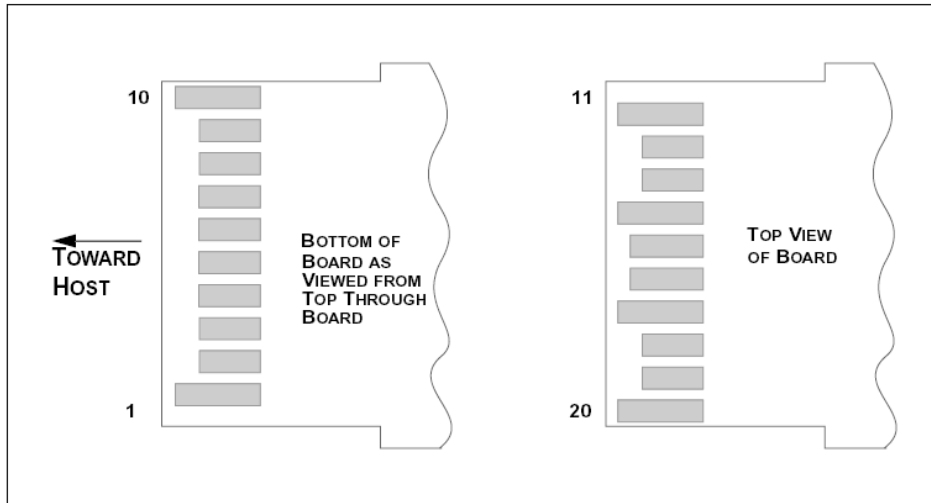 10
1
TOWARD
HOST
BOTTOM OF
BOARD AS
VIEWED FROM
TOP THROUGH
BOARD
11
20
TOP VIEW
OF BOARD